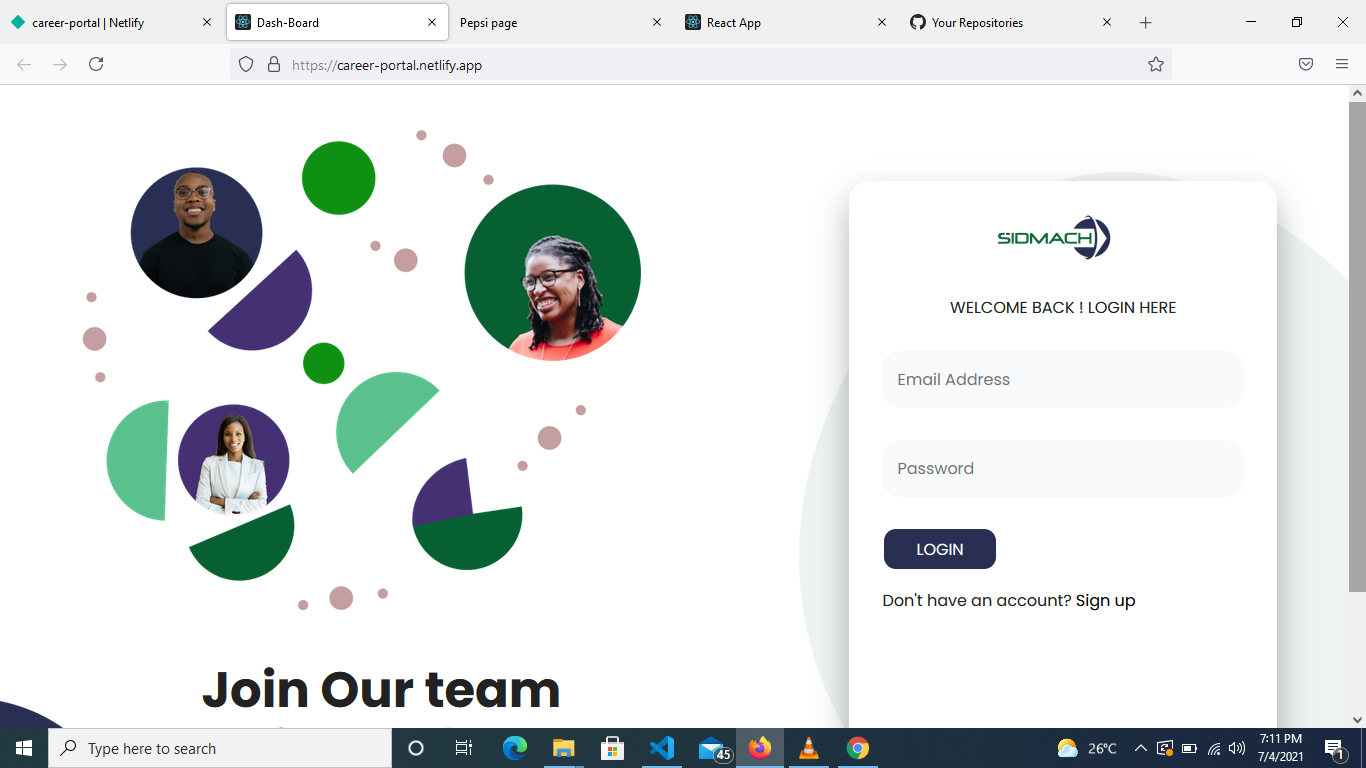 career-portal | Netlify
Dash-Board
Pepsi page
React App
Your Repositories
https://career-portal.netlify.app
SIDMACH
WELCOME BACK ! LOGIN HERE
Email Address
Password
LOGIN
Don't have an account? Sign up
Join Our team
Type here to search
45
26°C
7:11 PM
7/4/2021
1